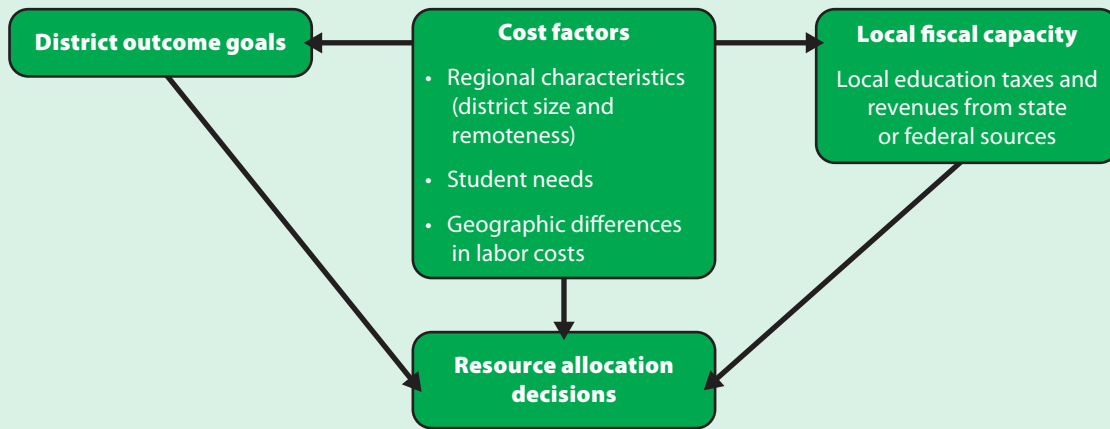 District outcome goals
Cost factors
• Regional characteristics
(district size and
remoteness)
• Student needs
• Geographic differences
in labor costs
Local fiscal capacity
Local education taxes and
revenues from state
or federal sources
Resource allocation
decisions